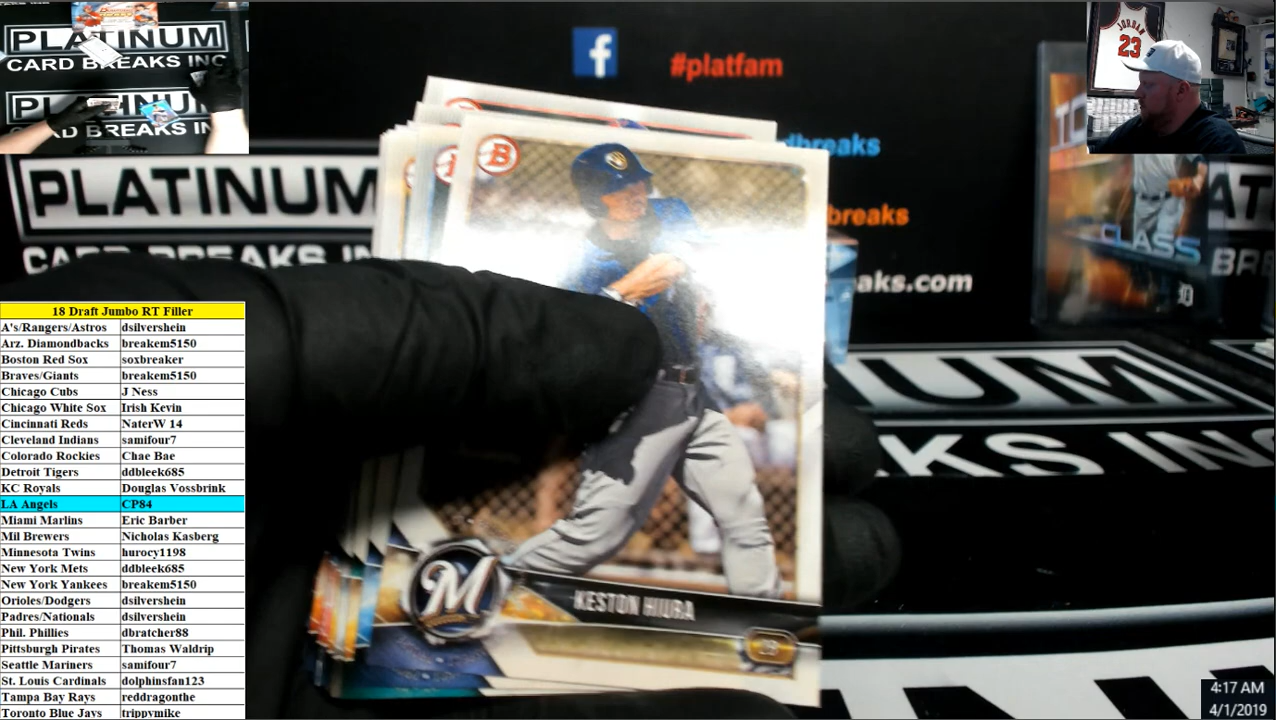 PLATINUM
CARD BREAKS INC
#platfam
JORDAN
23
PLATINUM
CARD BREAKS IN
dbreaks
breaks
aks.com
CLASS
B
KESTON HIURA
M
18 Draft Jumbo RT Filler
A's/Rangers/Astros dsilvershein
Arz. Diamondbacks breakem5150
Boston Red Sox soxbreaker
Braves/Giants breakem5150
Chicago Cubs J Ness
Chicago White Sox Irish Kevin
Cincinnati Reds NaterW 14
Cleveland Indians samifour7
Colorado Rockies Chae Bae
Detroit Tigers ddbleek685
KC Royals Douglas Vossbrink
LA Angels CP84
Miami Marlins Eric Barber
Mil Brewers Nicholas Kasberg
Minnesota Twins hurocy1198
New York Mets ddbleek685
New York Yankees breakem5150
Orioles/Dodgers dsilvershein
Padres/Nationals dsilvershein
Phil. Phillies dbratcher88
Pittsburgh Pirates Thomas Waldrip
Seattle Mariners samifour7
St. Louis Cardinals dolphinsfan123
Tampa Bay Rays reddragonthe
Toronto Blue Jays trippymike
4:17 AM
4/1/2019